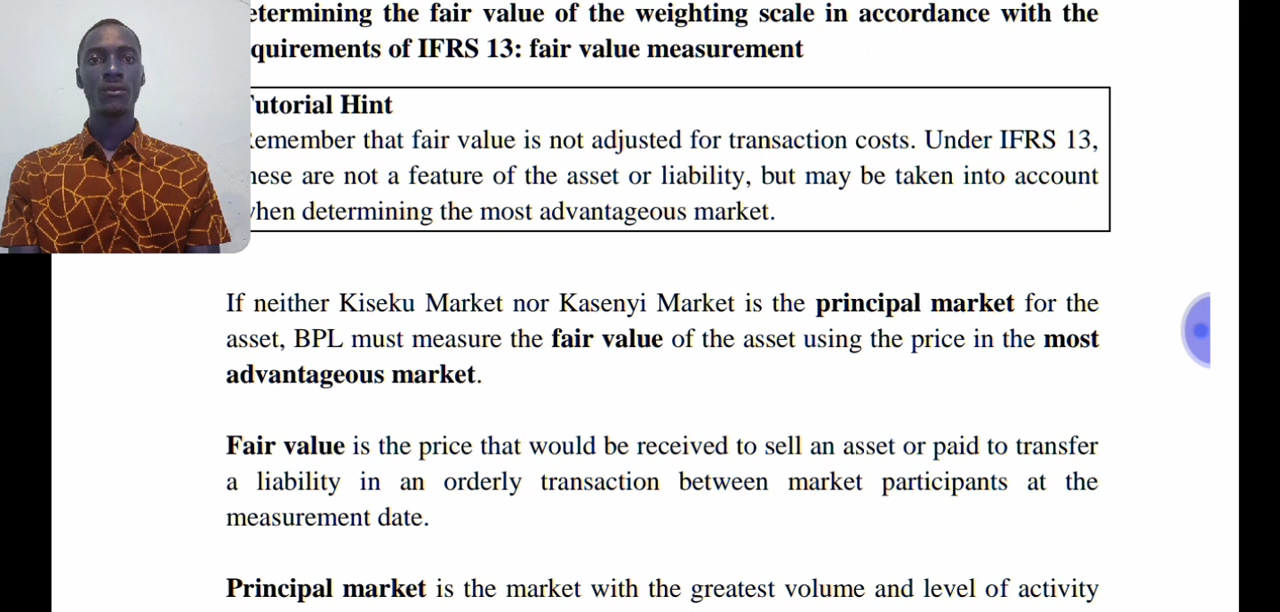 etermining the fair value of the weighting scale in accordance with the
quirements of IFRS 13: fair value measurement
utorial Hint
emember that fair value is not adjusted for transaction costs. Under IFRS 13,
hese are not a feature of the asset or liability, but may be taken into account
when determining the most advantageous market.
If neither Kiseku Market nor Kasenyi Market is the principal market for the
asset, BPL must measure the fair value of the asset using the price in the most
advantageous market.
Fair value is the price that would be received to sell an asset or paid to transfer
a liability in an orderly transaction between market participants at the
measurement date.
Principal market is the market with the greatest volume and level of activity